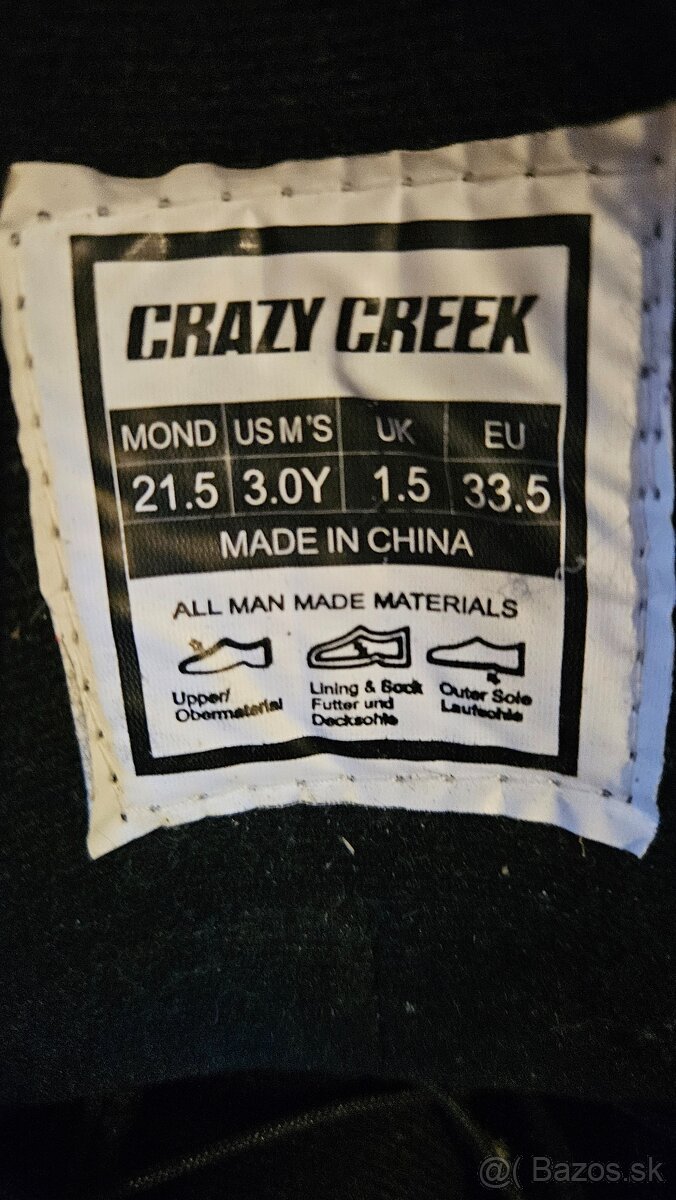 CRAZY CREEK
MOND US M'S UK EU
21.5 3.0Y 1.5 33.5
MADE IN CHINA
ALL MAN MADE MATERIALS
Upper/
Obermaterial
Lining & Sock
Futter und
Decksohle
Outer Sole
Laufsohle
@( Bazos.sk